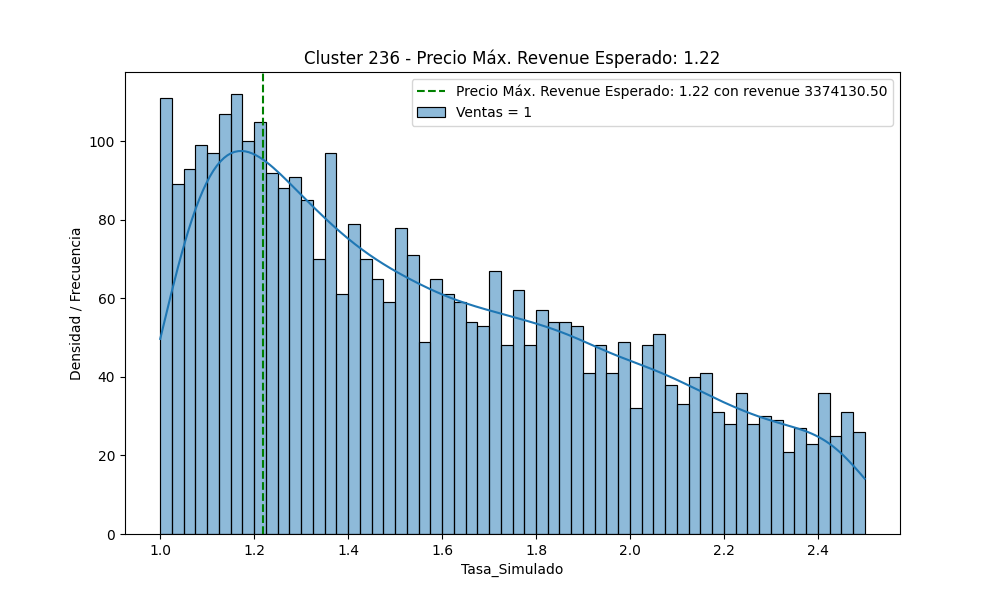 Cluster 236 - Precio Máx. Revenue Esperado: 1.22
Precio Máx. Revenue Esperado: 1.22 con revenue 3374130.50
Ventas = 1
Densidad / Frecuencia
100
80
60
40
20
0
1.0 1.2 1.4 1.6 1.8 2.0 2.2 2.4
Tasa_Simulado